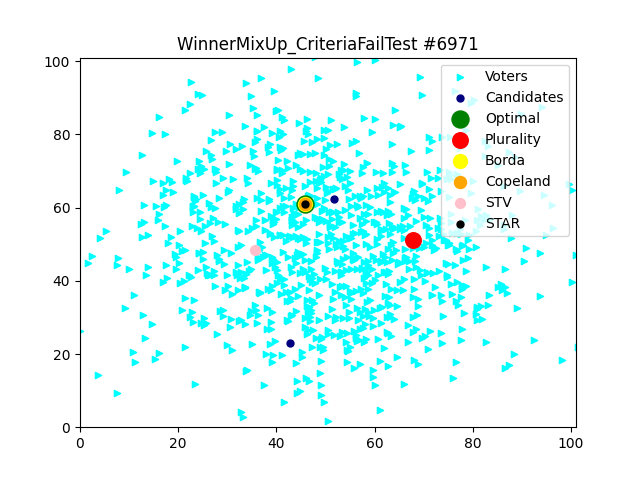 WinnerMixUp_CriteriaFailTest #6971
100
80
60
40
20
0
0
20
40
60
80
100
Voters
Candidates
Optimal
Plurality
Borda
Copeland
STV
STAR